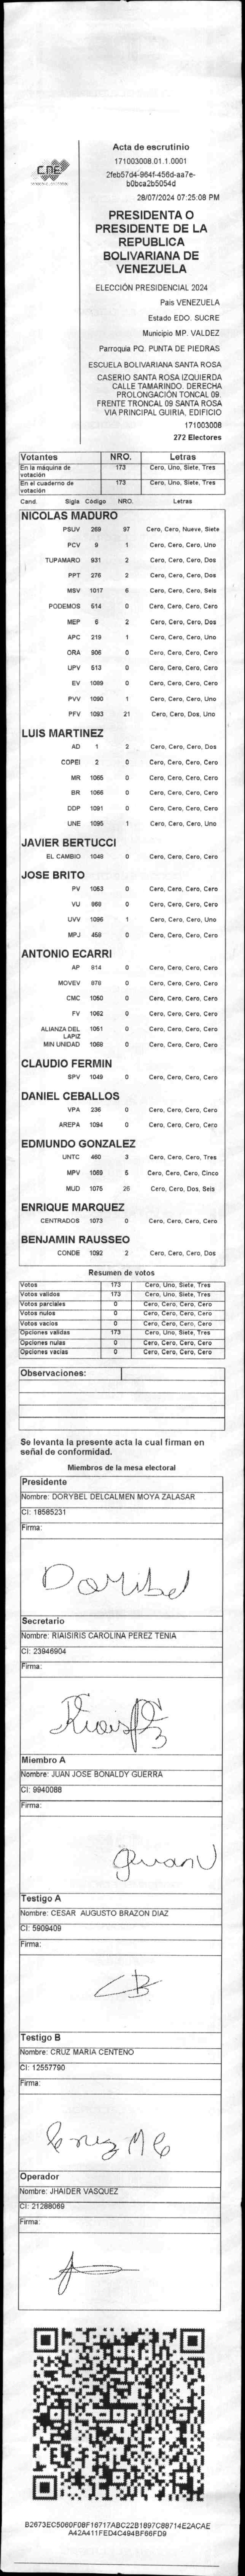 CNE
Acta de escrutinio
171003008.01.1.0001
2feb57d4-964f-456d-aa7e-
b0bca2b5054d
28/07/2024 07:25:08 PM
PRESIDENTA O
PRESIDENTE DE LA
REPUBLICA
BOLIVARIANA DE
VENEZUELA
ELECCIÓN PRESIDENCIAL 2024
Pais VENEZUELA
Estado EDO. SUCRE
Municipio MP. VALDEZ
Parroquia PQ. PUNTA DE PIEDRAS
ESCUELA BOLIVARIANA SANTA ROSA
CASERIO SANTA ROSA IZQUIERDA
CALLE TAMARINDO. DERECHA
PROLONGACIÓN TONCAL 09.
FRENTE TRONCAL 09 SANTA ROSA
VIA PRINCIPAL GUIRIA, EDIFICIO
171003008
272 Electores
Votantes NRO. Letras
En la máquina de votación 173 Cero, Uno, Siete, Tres
En el cuaderno de votación 173 Cero, Uno, Siete, Tres
Cand. Sigla Código NRO. Letras
NICOLAS MADURO
PSUV 269 97 Cero, Cero, Nueve, Siete
PCV 9 1 Cero, Cero, Cero, Uno
TUPAMARO 931 2 Cero, Cero, Cero, Dos
PPT 276 2 Cero, Cero, Cero, Dos
MSV 1017 6 Cero, Cero, Cero, Seis
PODEMOS 514 0 Cero, Cero, Cero, Cero
MEP 6 2 Cero, Cero, Cero, Dos
APC 219 1 Cero, Cero, Cero, Uno
ORA 906 0 Cero, Cero, Cero, Cero
UPV 513 0 Cero, Cero, Cero, Cero
EV 1089 0 Cero, Cero, Cero, Cero
PVV 1090 1 Cero, Cero, Cero, Uno
PFV 1093 21 Cero, Cero, Dos, Uno
LUIS MARTINEZ
AD 1 2 Cero, Cero, Cero, Dos
COPEI 2 0 Cero, Cero, Cero, Cero
MR 1065 0 Cero, Cero, Cero, Cero
BR 1066 0 Cero, Cero, Cero, Cero
DDP 1091 0 Cero, Cero, Cero, Cero
UNE 1095 1 Cero, Cero, Cero, Uno
JAVIER BERTUCCI
EL CAMBIO 1048 0 Cero, Cero, Cero, Cero
JOSE BRITO
PV 1053 0 Cero, Cero, Cero, Cero
VU 868 0 Cero, Cero, Cero, Cero
UVV 1096 1 Cero, Cero, Cero, Uno
MPJ 458 0 Cero, Cero, Cero, Cero
ANTONIO ECARRI
AP 814 0 Cero, Cero, Cero, Cero
MOVEV 878 0 Cero, Cero, Cero, Cero
CMC 1050 0 Cero, Cero, Cero, Cero
FV 1062 0 Cero, Cero, Cero, Cero
ALIANZA DEL LAPIZ 1051 0 Cero, Cero, Cero, Cero
MIN UNIDAD 1068 0 Cero, Cero, Cero, Cero
CLAUDIO FERMIN
SPV 1049 0 Cero, Cero, Cero, Cero
DANIEL CEBALLOS
VPA 236 0 Cero, Cero, Cero, Cero
AREPA 1094 0 Cero, Cero, Cero, Cero
EDMUNDO GONZALEZ
UNTC 460 3 Cero, Cero, Cero, Tres
MPV 1069 5 Cero, Cero, Cero, Cinco
MUD 1075 26 Cero, Cero, Dos, Seis
ENRIQUE MARQUEZ
CENTRADOS 1073 0 Cero, Cero, Cero, Cero
BENJAMIN RAUSSEO
CONDE 1092 2 Cero, Cero, Cero, Dos
Resumen de votos
Votos 173 Cero, Uno, Siete, Tres
Votos validos 173 Cero, Uno, Siete, Tres
Votos parciales 0 Cero, Cero, Cero, Cero
Votos nulos 0 Cero, Cero, Cero, Cero
Votos vacios 0 Cero, Cero, Cero, Cero
Opciones validas 173 Cero, Uno, Siete, Tres
Opciones nulas 0 Cero, Cero, Cero, Cero
Opciones vacias 0 Cero, Cero, Cero, Cero
Observaciones:
Se levanta la presente acta la cual firman en
señal de conformidad.
Miembros de la mesa electoral
Presidente
Nombre: DORYBEL DELCALMEN MOYA ZALASAR
CI: 18585231
Firma:
Doribel
Secretario
Nombre: RIAISIRIS CAROLINA PEREZ TENIA
CI: 23946904
Firma:
Miembro A
Nombre: JUAN JOSE BONALDY GUERRA
CI: 9940088
Firma:
Testigo A
Nombre: CESAR AUGUSTO BRAZON DIAZ
CI: 5909409
Firma:
CB
Testigo B
Nombre: CRUZ MARIA CENTENO
CI: 12557790
Firma:
Cruz M C
Operador
Nombre: JHAIDER VASQUEZ
CI: 21288069
Firma:
B2673EC5060F0BF16717ABC22B1897C88714E2ACAE
A42A411FED4C494BF66FD9